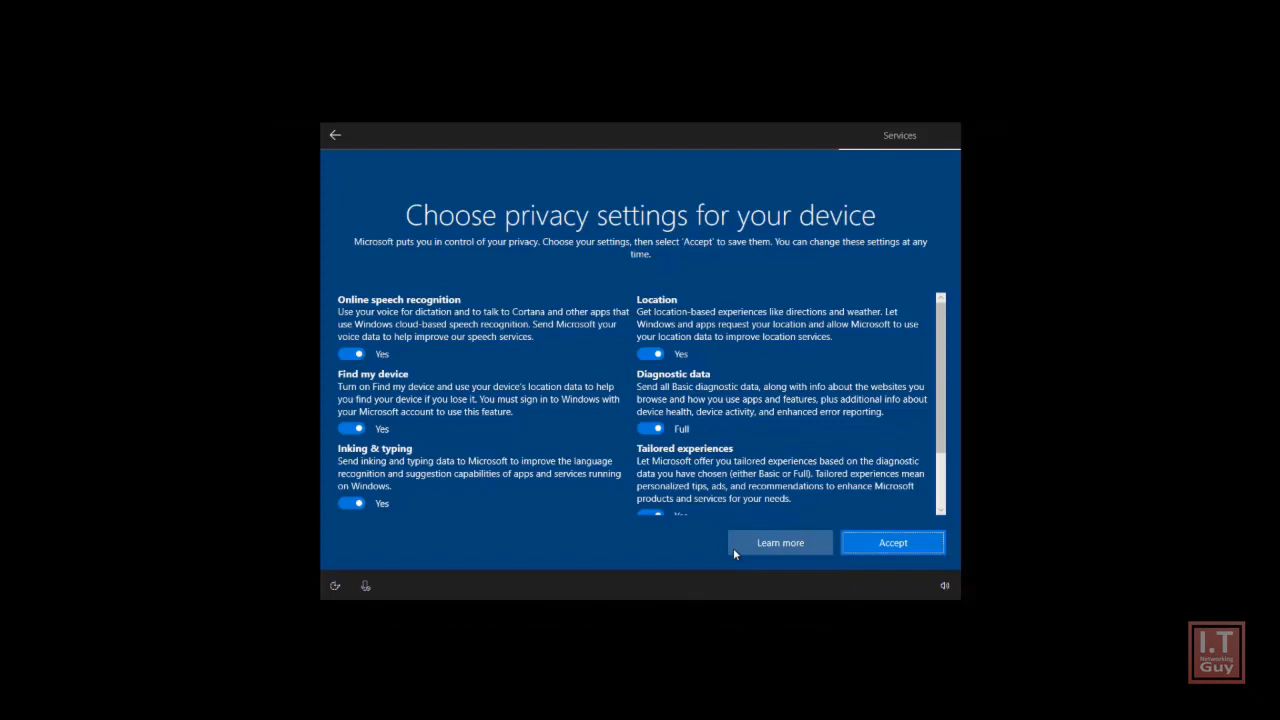 Services
Choose privacy settings for your device
Microsoft puts you in control of your privacy. Choose your settings, then select 'Accept' to save them. You can change these settings at any
time.
Online speech recognition
Use your voice for dictation and to talk to Cortana and other apps that
use Windows cloud-based speech recognition. Send Microsoft your
voice data to help improve our speech services.
Yes
Location
Get location-based experiences like directions and weather. Let
Windows and apps request your location and allow Microsoft to use
your location data to improve location services.
Yes
Find my device
Turn on Find my device and use your device's location data to help
you find your device if you lose it. You must sign in to Windows with
your Microsoft account to use this feature.
Yes
Diagnostic data
Send all Basic diagnostic data, along with info about the websites you
browse and how you use apps and features, plus additional info about
device health, device activity, and enhanced error reporting.
Full
Inking & typing
Send inking and typing data to Microsoft to improve the language
recognition and suggestion capabilities of apps and services running
on Windows.
Yes
Tailored experiences
Let Microsoft offer you tailored experiences based on the diagnostic
data you have chosen (either Basic or Full). Tailored experiences mean
personalized tips, ads, and recommendations to enhance Microsoft
products and services for your needs.
Yes
Learn more
Accept
I.T
Networking
Guy